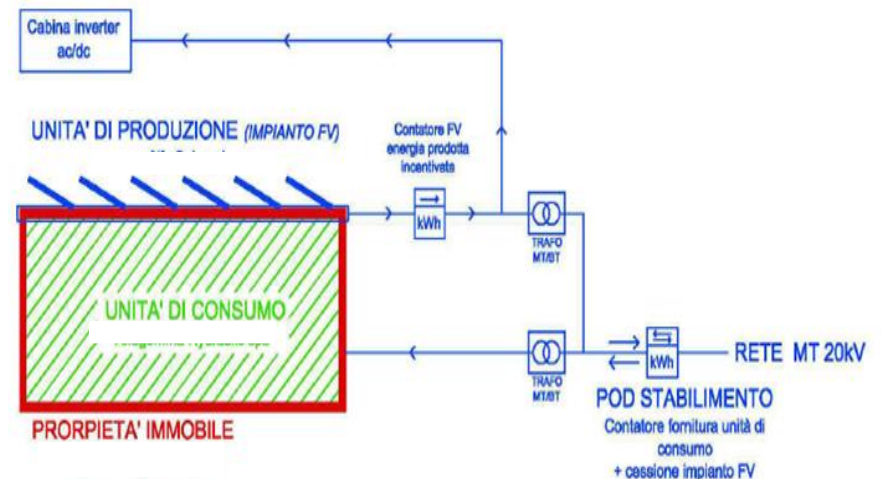 Cabina inverter
ac/dc
UNITA' DI PRODUZIONE (IMPIANTO FV)
Contatore FV
energia prodotta
incentivata
kWh
TRAFO
MT/BT
UNITA' DI CONSUMO
TRAFO
MT/BT
kWh
RETE MT 20kV
POD STABILIMENTO
Contatore fornitura unità di
consumo
+ cessione impianto FV
PRORPIETA' IMMOBILE